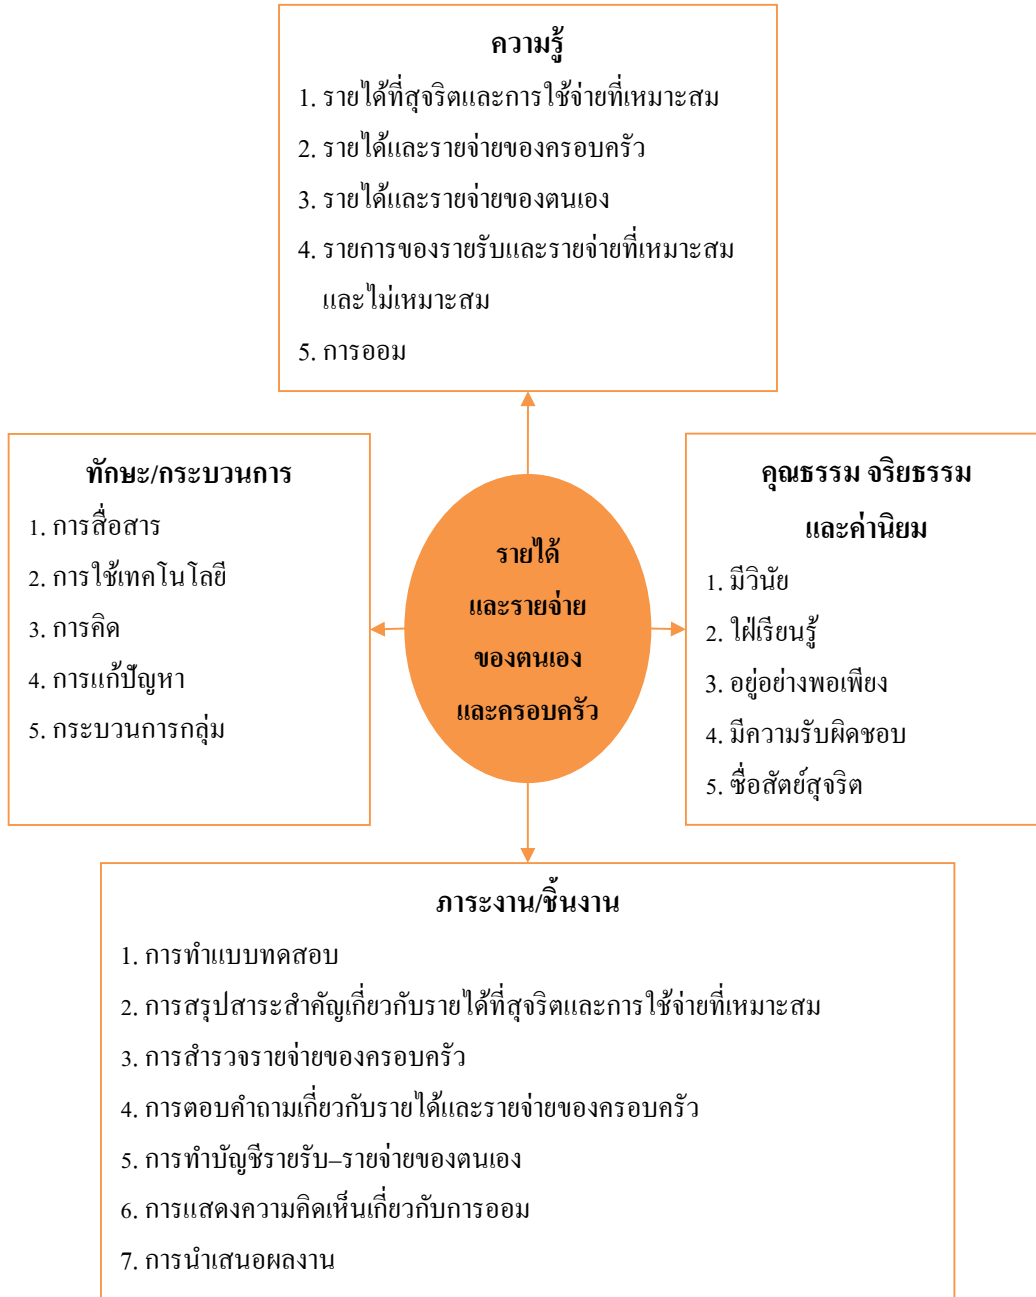 ความรู้
1. รายได้ที่สุจริตและการใช้จ่ายที่เหมาะสม
2. รายได้และรายจ่ายของครอบครัว
3. รายได้และรายจ่ายของตนเอง
4. รายการของรายรับและรายจ่ายที่เหมาะสม
และไม่เหมาะสม
5. การออม
ทักษะ/กระบวนการ
1. การสื่อสาร
2. การใช้เทคโนโลยี
3. การคิด
4. การแก้ปัญหา
5. กระบวนการกลุ่ม
รายได้
และรายจ่าย
ของตนเอง
และครอบครัว
คุณธรรม จริยธรรม
และค่านิยม
1. มีวินัย
2. ใฝ่เรียนรู้
3. อยู่อย่างพอเพียง
4. มีความรับผิดชอบ
5. ซื่อสัตย์สุจริต
ภาระงาน/ชิ้นงาน
1. การทำแบบทดสอบ
2. การสรุปสาระสำคัญเกี่ยวกับรายได้ที่สุจริตและการใช้จ่ายที่เหมาะสม
3. การสำรวจรายจ่ายของครอบครัว
4. การตอบคำถามเกี่ยวกับรายได้และรายจ่ายของครอบครัว
5. การทำบัญชีรายรับ–รายจ่ายของตนเอง
6. การแสดงความคิดเห็นเกี่ยวกับการออม
7. การนำเสนอผลงาน